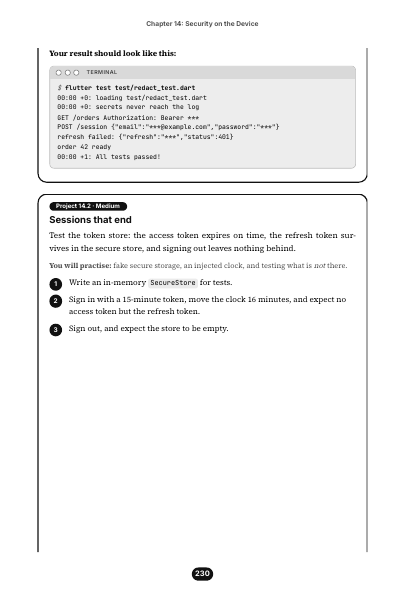 Chapter 14: Security on the Device
Your result should look like this:
TERMINAL
$ flutter test test/redact_test.dart
00:00 +0: loading test/redact_test.dart
00:00 +0: secrets never reach the log
GET /orders Authorization: Bearer ***
POST /session {"email":"***@example.com","password":"***"}
refresh failed: {"refresh":"***","status":401}
order 42 ready
00:00 +1: All tests passed!
Project 14.2 · Medium
Sessions that end
Test the token store: the access token expires on time, the refresh token sur-
vives in the secure store, and signing out leaves nothing behind.
You will practise: fake secure storage, an injected clock, and testing what is not there.
1 Write an in-memory SecureStore for tests.
2 Sign in with a 15-minute token, move the clock 16 minutes, and expect no
access token but the refresh token.
3 Sign out, and expect the store to be empty.
230